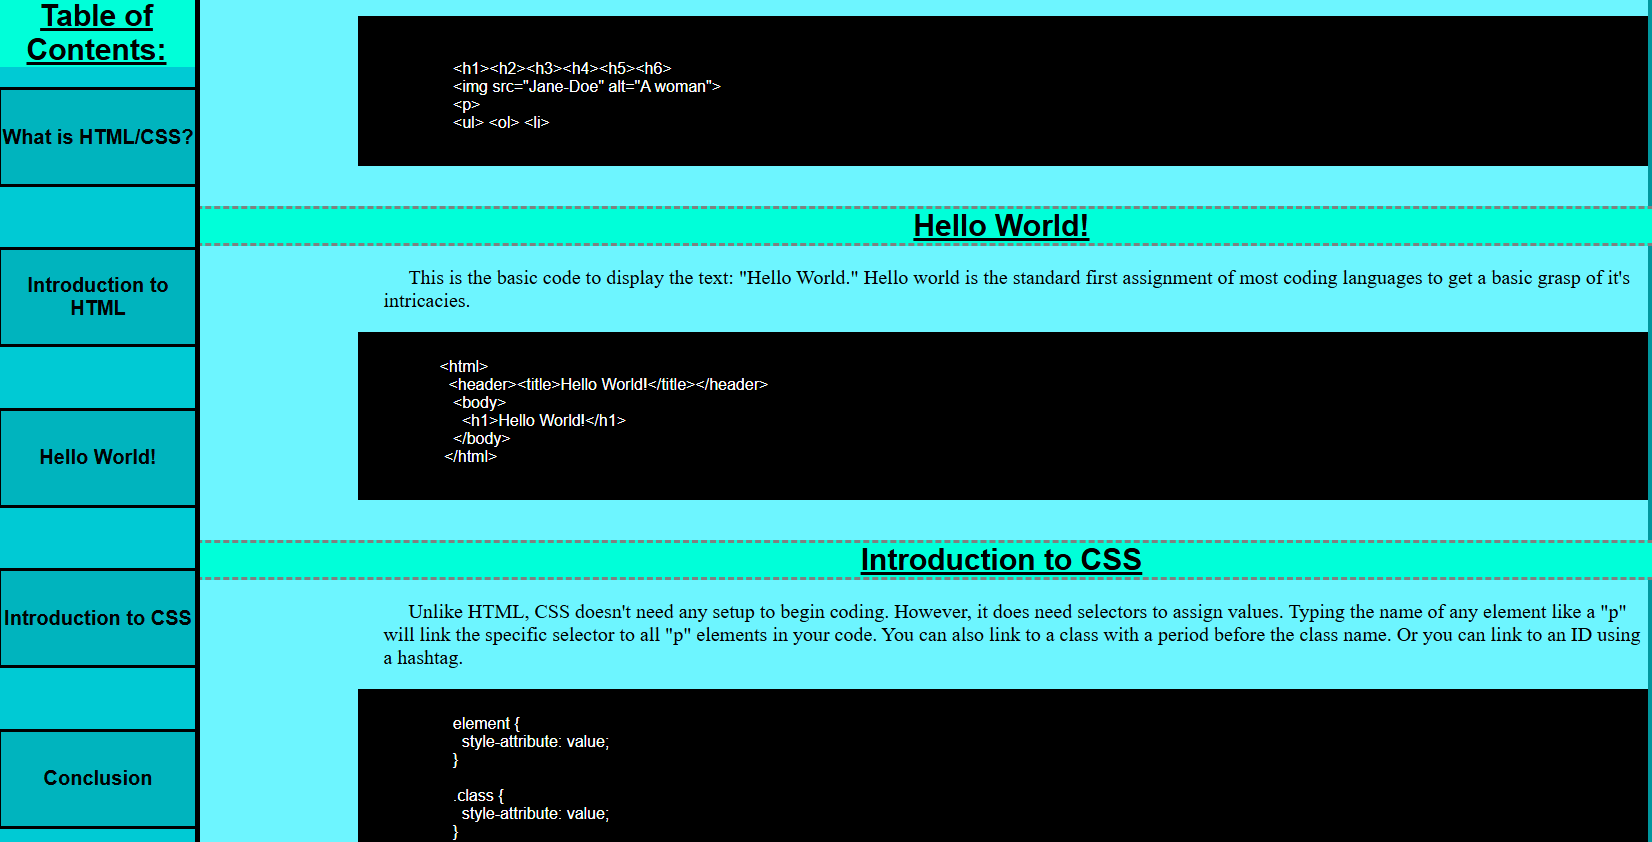 Table of
Contents:
What is HTML/CSS?
Introduction to
HTML
Hello World!
Introduction to CSS
Conclusion
<h1><h2><h3><h4><h5><h6>
<img src="Jane-Doe" alt="A woman">
<p>
<ul> <ol> <li>
Hello World!
This is the basic code to display the text: "Hello World." Hello world is the standard first assignment of most coding languages to get a basic grasp of it's
intricacies.
<html>
<header><title>Hello World!</title></header>
<body>
<h1>Hello World!</h1>
</body>
</html>
Introduction to CSS
Unlike HTML, CSS doesn't need any setup to begin coding. However, it does need selectors to assign values. Typing the name of any element like a "p"
will link the specific selector to all "p" elements in your code. You can also link to a class with a period before the class name. Or you can link to an ID using
a hashtag.
element {
style-attribute: value;
}
.class {
style-attribute: value;
}